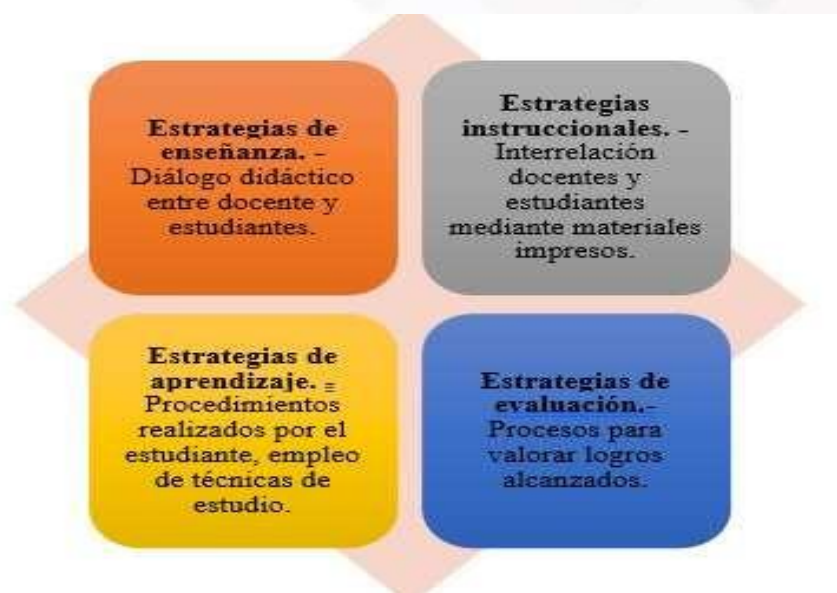 Estrategias de
enseñanza. -
Diálogo didáctico
entre docente y
estudiantes.
Estrategias
instruccionales. -
Interrelación
docentes y
estudiantes
mediante materiales
impresos.
Estrategias de
aprendizaje. =
Procedimientos
realizados por el
estudiante, empleo
de técnicas de
estudio.
Estrategias de
evaluación.-
Procesos para
valorar logros
alcanzados.